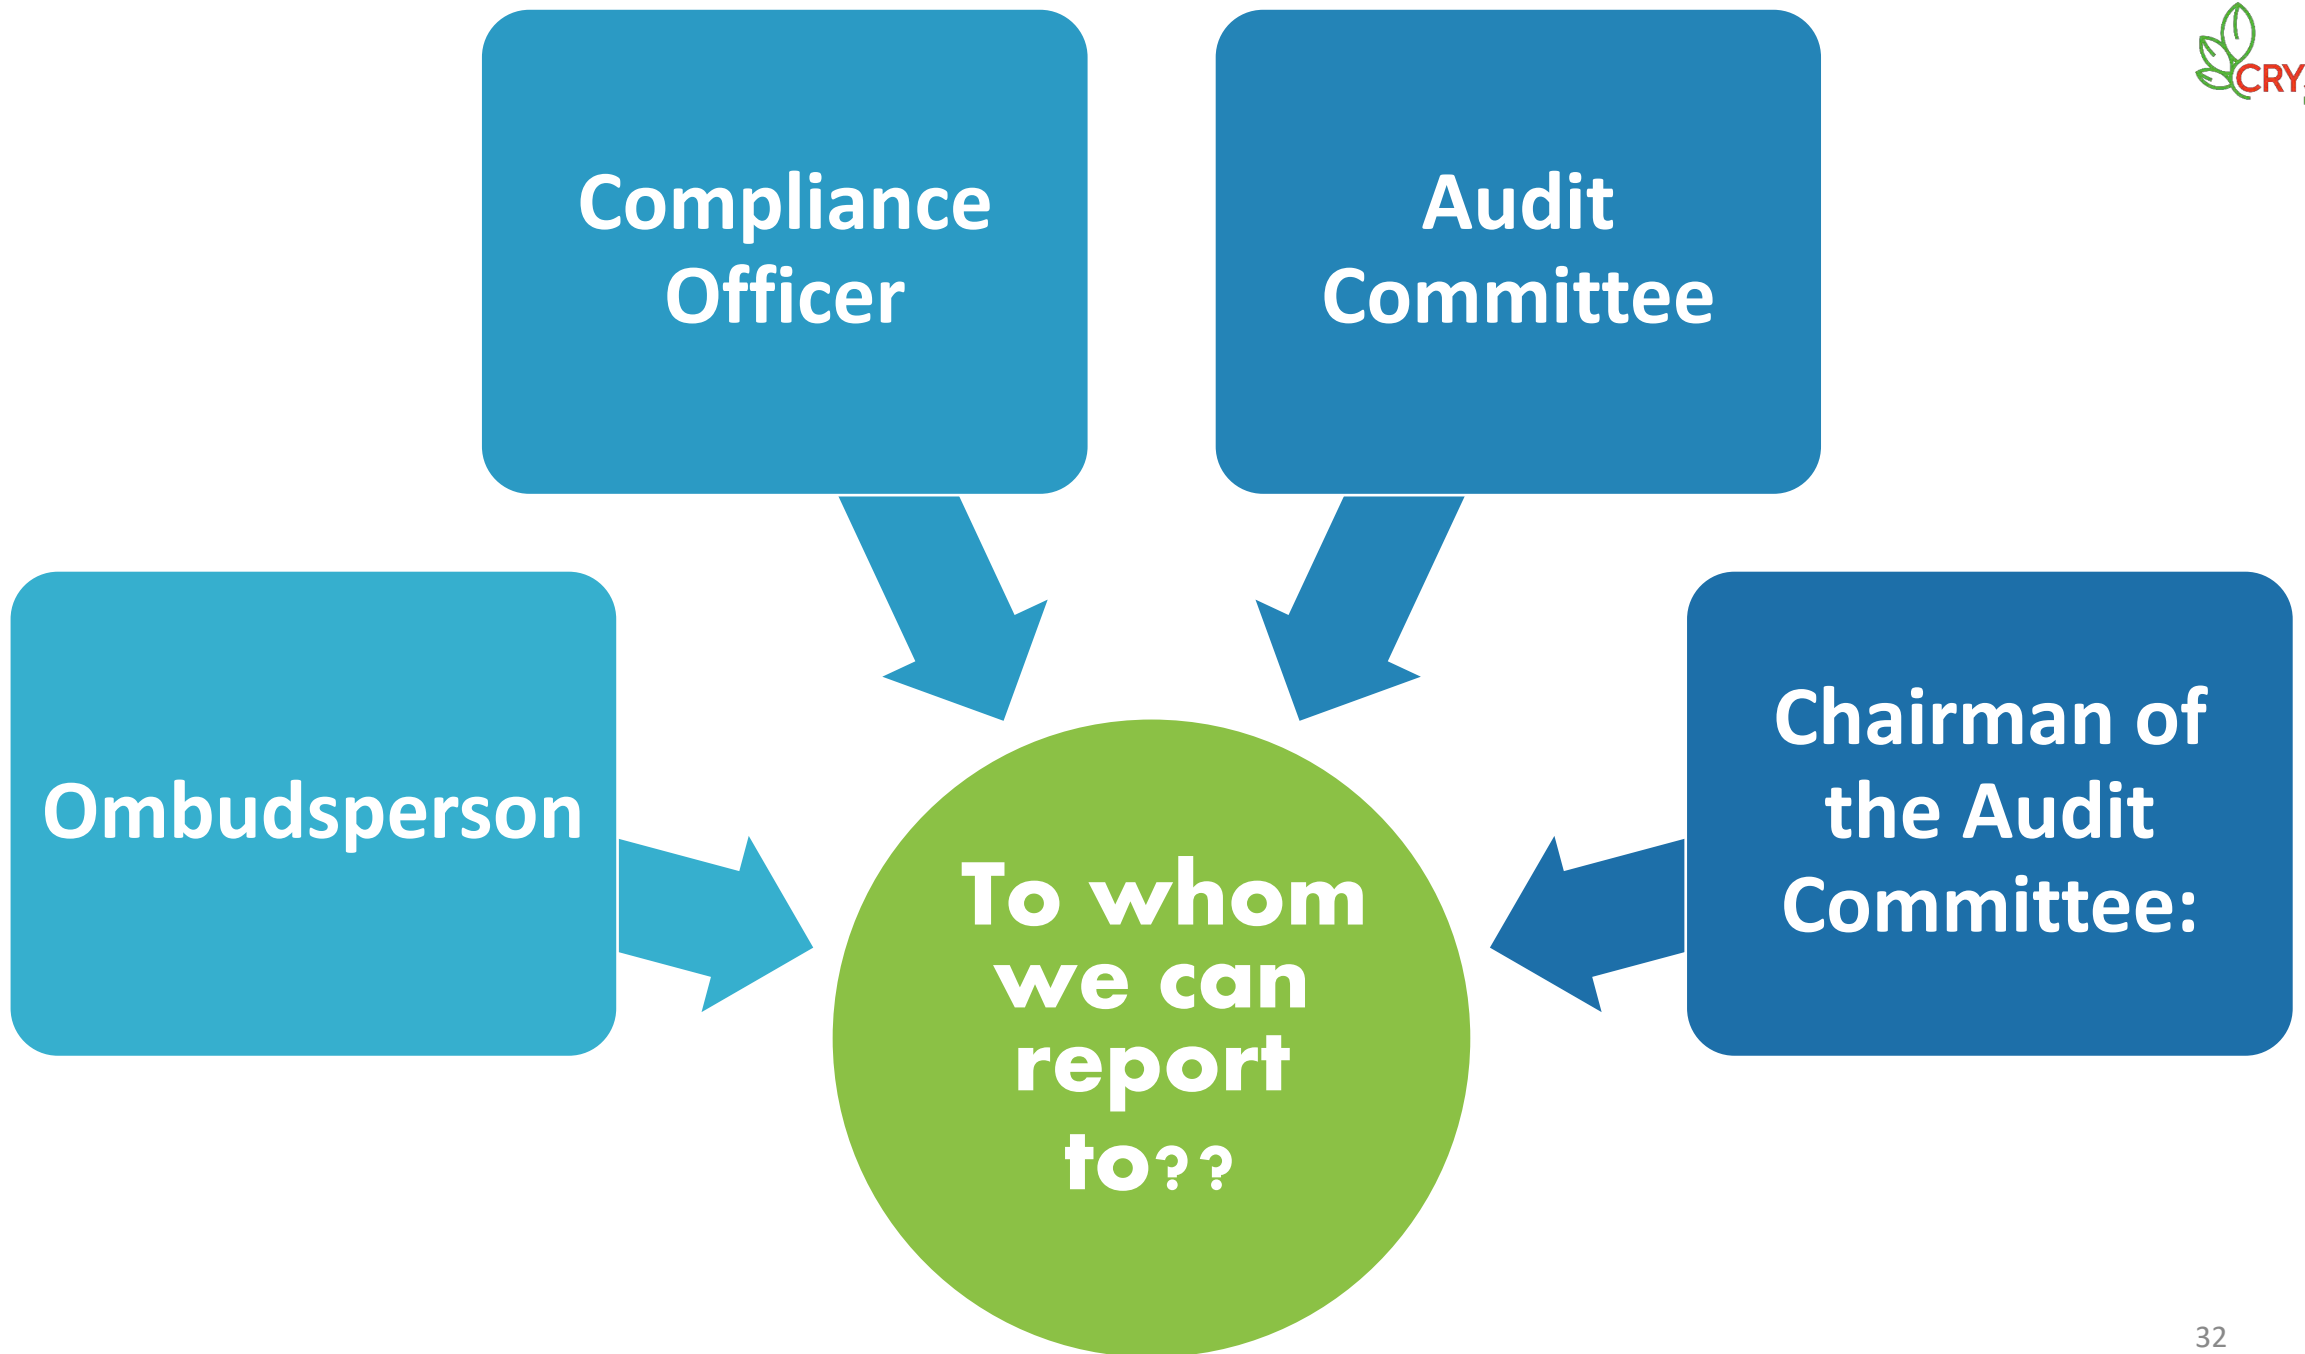 CRY
Compliance
Officer
Audit
Committee
Ombudsperson
Chairman of
the Audit
Committee:
To whom
we can
report
to??
32